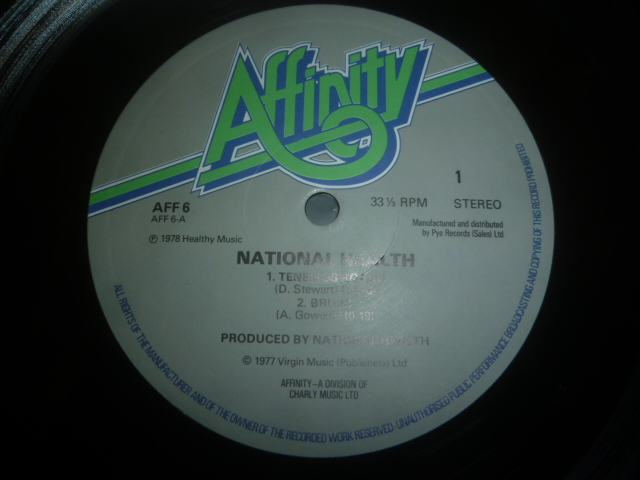 Affinity
AFF 6
AFF 6-A
33⅓ RPM
1
STEREO
Manufactured and distributed
by Pye Records (Sales) Ltd
℗ 1978 Healthy Music
NATIONAL HEALTH
1.
(D. Stewart)
2.
(A. Gowen)
PRODUCED BY NATIONAL HEALTH
© 1977 Virgin Music (Publishers) Ltd
AFFINITY—A DIVISION OF
CHARLY MUSIC LTD
ALL RIGHTS OF THE MANUFACTURER AND OF THE OWNER OF THE RECORDED WORK RESERVED · UNAUTHORISED PUBLIC PERFORMANCE BROADCASTING AND COPYING OF THIS RECORD PROHIBITED